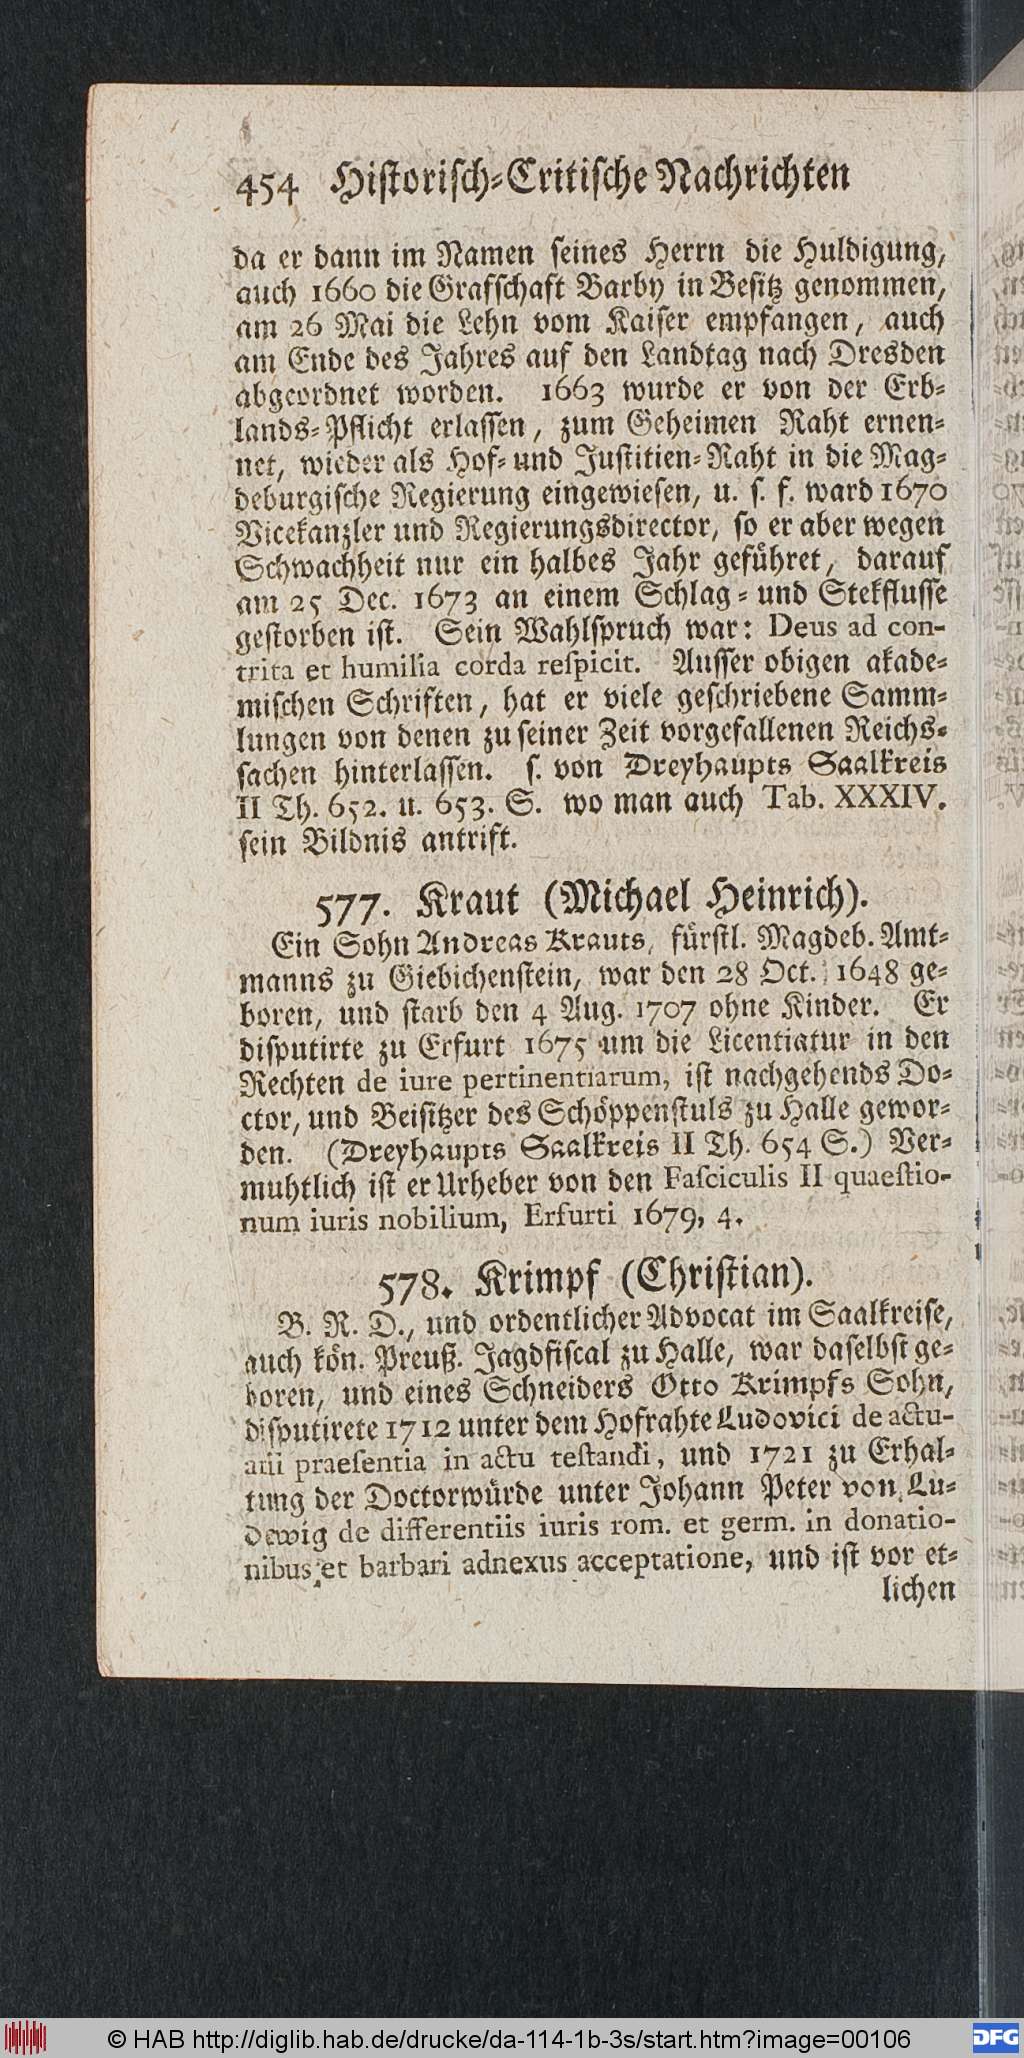 454 Historisch-Critische Nachrichten
da er dann im Namen seines Herrn die Huldigung,
auch 1660 die Grafschaft Barby in Besitz genommen,
am 26 Mai die Lehn vom Kaiser empfangen, auch
am Ende des Jahres auf den Landtag nach Dresden
abgeordnet worden. 1663 wurde er von der Erb-
lands-Pflicht erlassen, zum Geheimen Raht ernen-
net, wieder als Hof- und Justitien-Raht in die Mag-
deburgische Regierung eingewiesen, u. s. f. ward 1670
Vicekanzler und Regierungsdirector, so er aber wegen
Schwachheit nur ein halbes Jahr geführet, darauf
am 25 Dec. 1673 an einem Schlag- und Stekflusse
gestorben ist. Sein Wahlspruch war: Deus ad con-
trita et humilia corda respicit. Ausser obigen akade-
mischen Schriften, hat er viele geschriebene Samm-
lungen von denen zu seiner Zeit vorgefallenen Reichs-
sachen hinterlassen. s. von Dreyhaupts Saalkreis
II Th. 652. u. 653. S. wo man auch Tab. XXXIV.
sein Bildnis antrift.
577. Kraut (Michael Heinrich).
Ein Sohn Andreas Krauts, fürstl. Magdeb. Amt-
manns zu Giebichenstein, war den 28 Oct. 1648 ge-
boren, und starb den 4 Aug. 1707 ohne Kinder. Er
disputirte zu Erfurt 1675 um die Licentiatur in den
Rechten de iure pertinentiarum, ist nachgehends Do-
ctor, und Beisitzer des Schöppenstuls zu Halle gewor-
den. (Dreyhaupts Saalkreis II Th. 654 S.) Ver-
muhtlich ist er Urheber von den Fasciculis II quaestio-
num iuris nobilium, Erfurti 1679, 4.
578. Krimpf (Christian).
B. R. D., und ordentlicher Advocat im Saalkreise,
auch kön. Preuß. Jagdfiscal zu Halle, war daselbst ge-
boren, und eines Schneiders Otto Krimpfs Sohn,
disputirete 1712 unter dem Hofrahte Ludovici de actu-
arii praesentia in actu testandi, und 1721 zu Erhal-
tung der Doctorwürde unter Johann Peter von Lu-
dewig de differentiis iuris rom. et germ. in donatio-
nibus et barbari adnexus acceptatione, und ist vor et-
lichen
© HAB http://diglib.hab.de/drucke/da-114-1b-3s/start.htm?image=00106
DFG